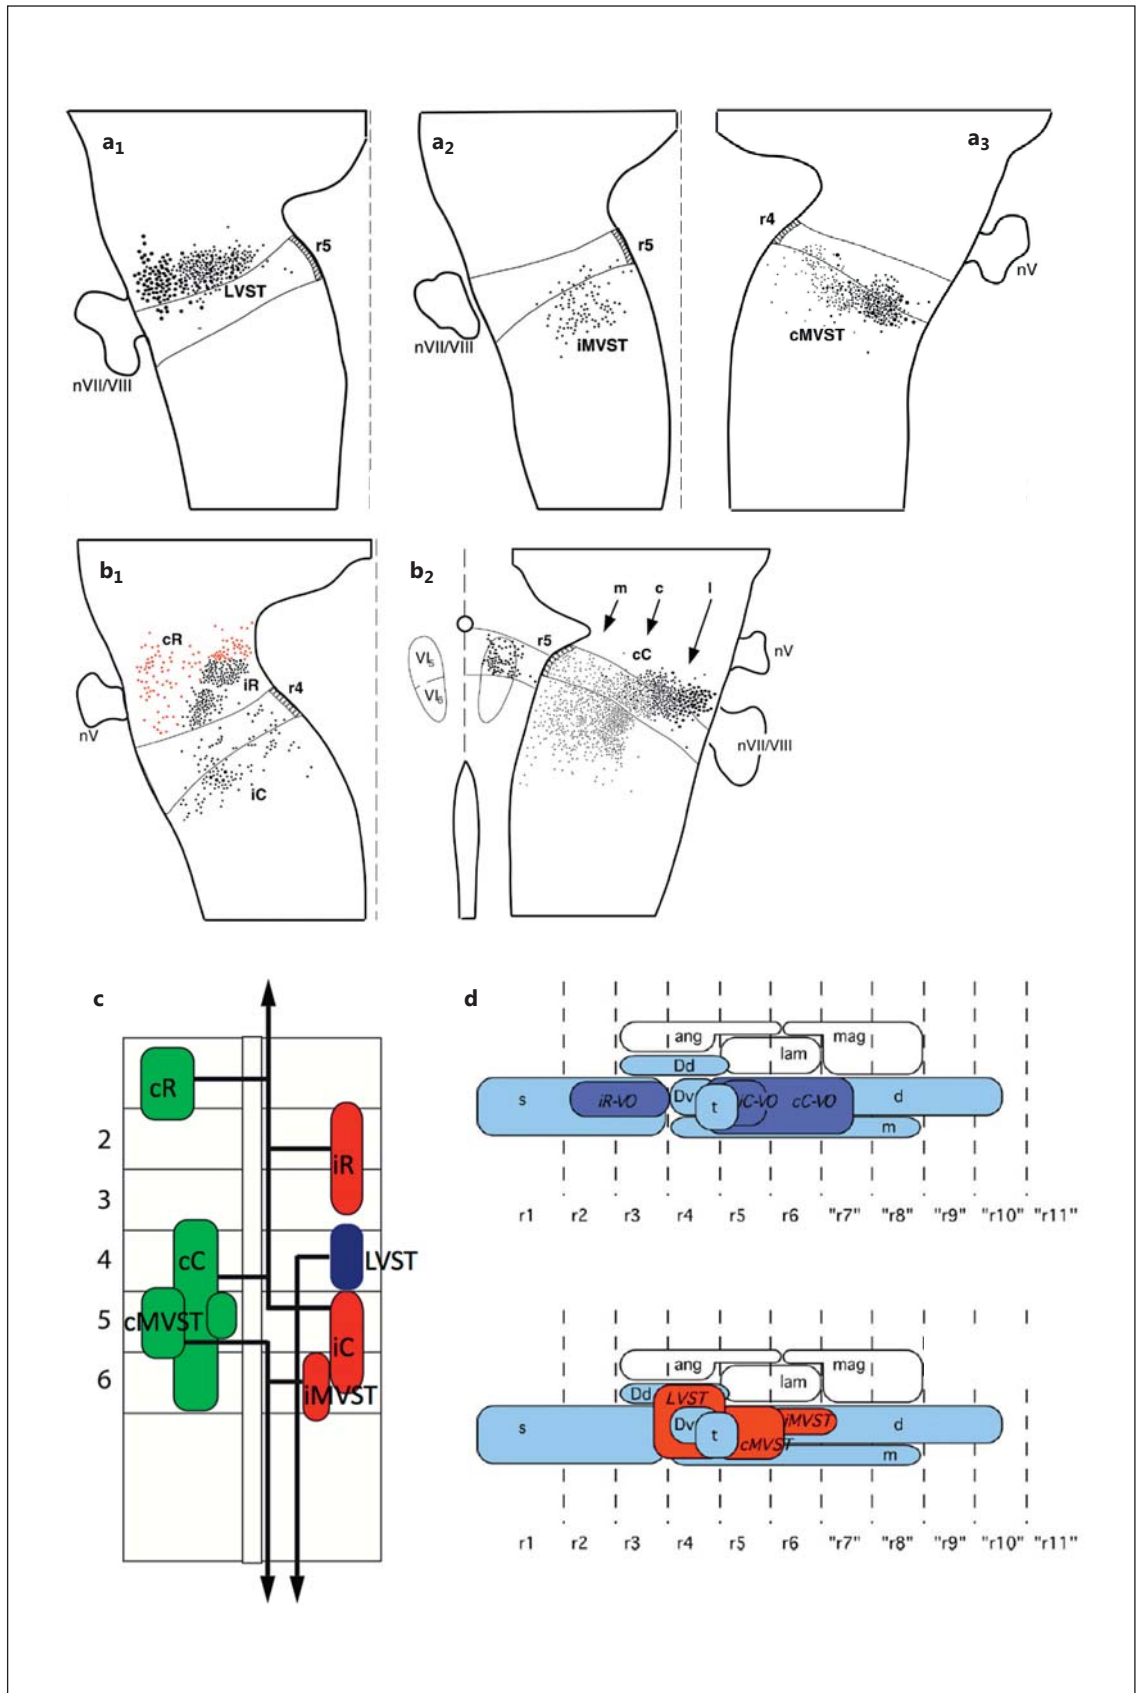 a1
a2
a3
r5
LVST
nVII/VIII
r5
iMVST
nVII/VIII
r4
nV
cMVST
b1
b2
cR
iR
r4
nV
iC
m c l
r5
cC
nV
VI5
VI6
nVII/VIII
c
d
cR
2
iR
3
4
cC
LVST
5
cMVST
iC
6
iMVST
ang
mag
lam
Dd
s
iR-VO
Dv
t
iC-VO
cC-VO
d
m
r1 r2 r3 r4 r5 r6 "r7" "r8" "r9" "r10" "r11"
ang
mag
lam
Dd
LVST
s
Dv
t
iMVST
d
cMVST
m
r1 r2 r3 r4 r5 r6 "r7" "r8" "r9" "r10" "r11"